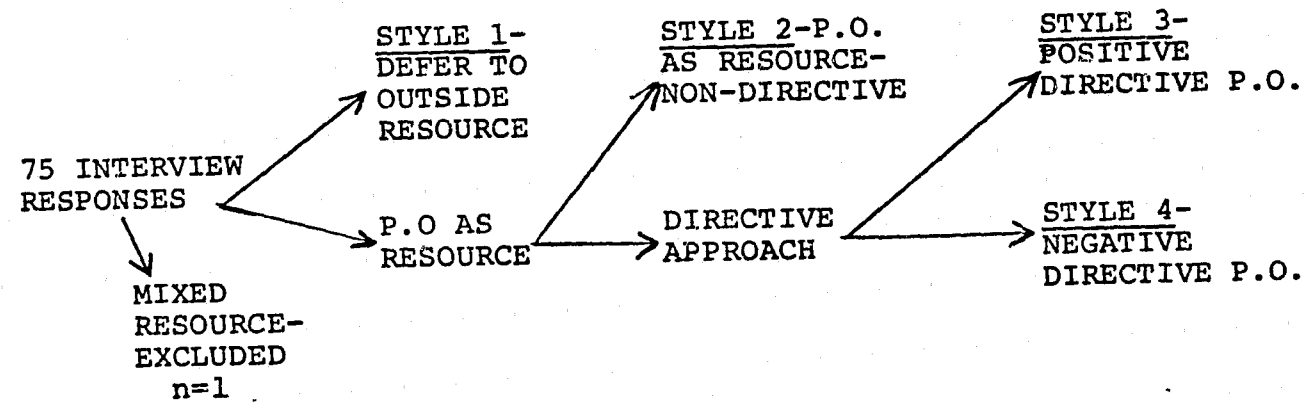 STYLE 1-
DEFER TO
OUTSIDE
RESOURCE
STYLE 2-P.O.
AS RESOURCE-
NON-DIRECTIVE
STYLE 3-
POSITIVE
DIRECTIVE P.O.
75 INTERVIEW
RESPONSES
P.O AS
RESOURCE
DIRECTIVE
APPROACH
STYLE 4-
NEGATIVE
DIRECTIVE P.O.
MIXED
RESOURCE-
EXCLUDED
n=1